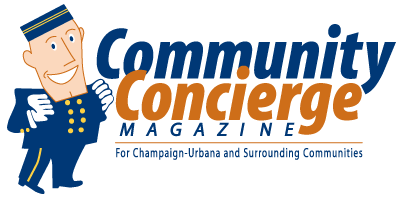 Community
Concierge
MAGAZINE
For Champaign-Urbana and Surrounding Communities